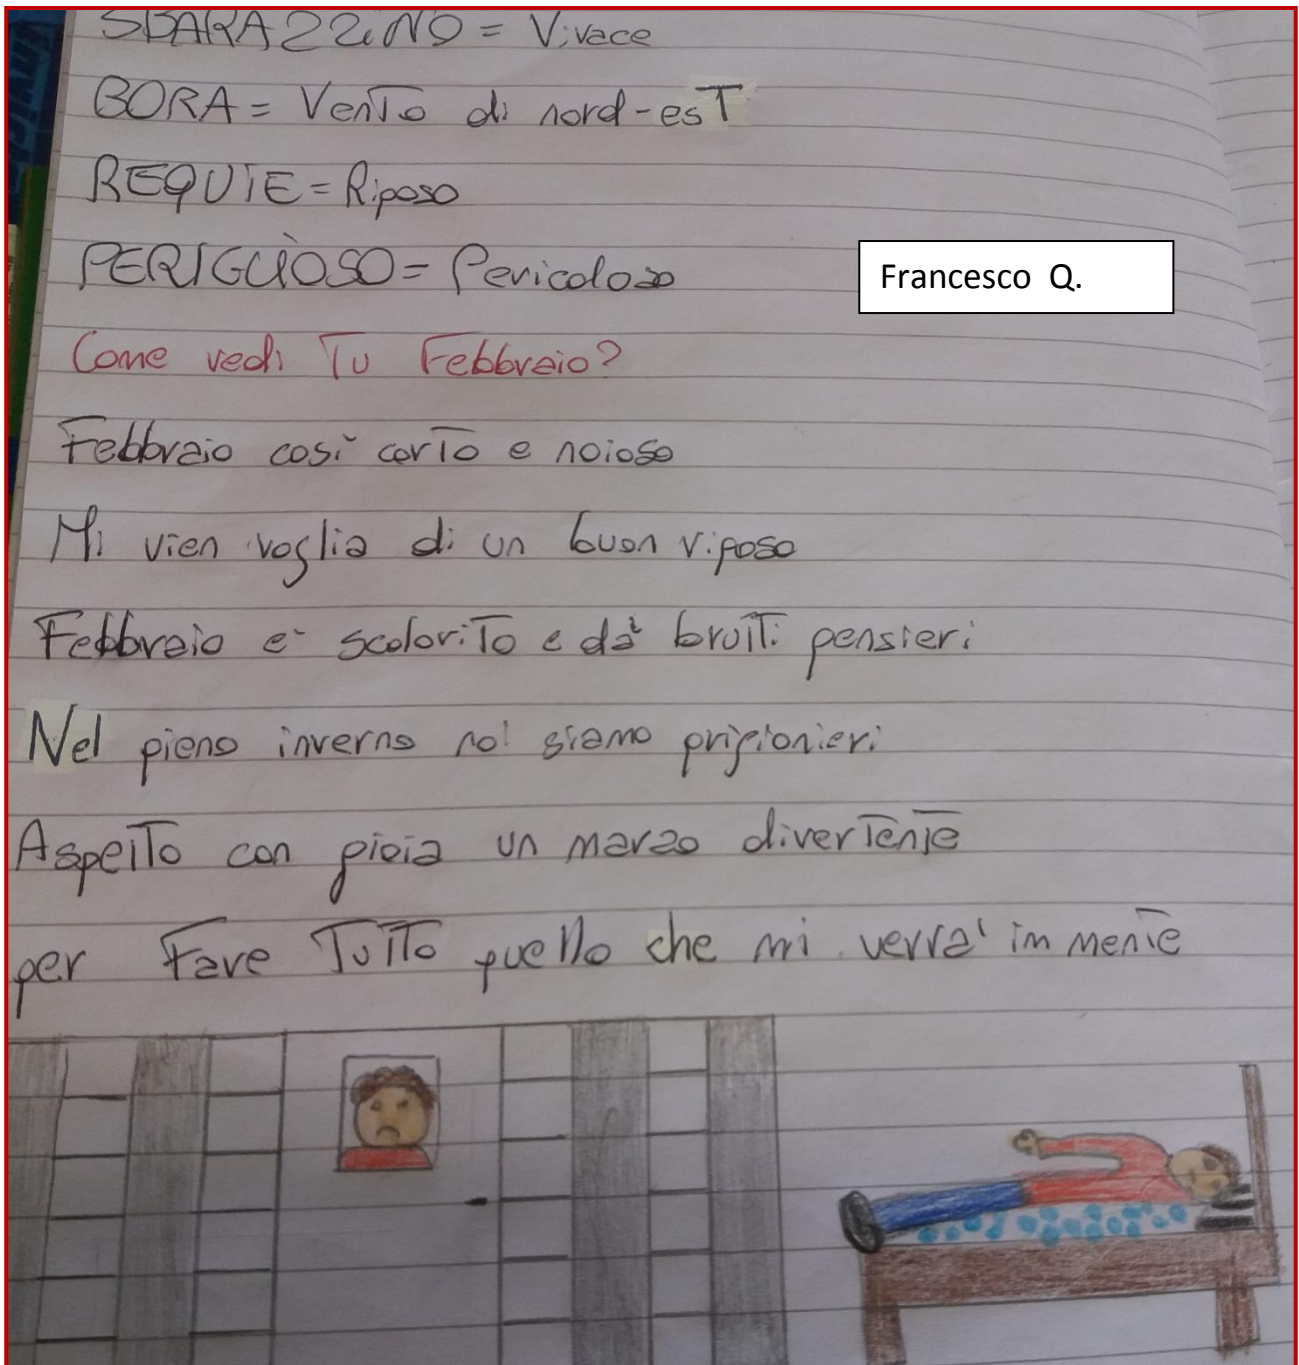 SBARAZZiNO = Vivace
BORA = Vento di nord-esT
REQUiE = Riposo
PERIGLIOSO = Pericoloso
Francesco Q.
Come vedi Tu Febbraio?
Febbraio così corto e noioso
Mi vien voglia di un buon riposo
Febbraio è scolorito e dà brutti pensieri
Nel pieno inverno noi siamo prigionieri
Aspetto con gioia un marzo divertente
per fare Tutto quello che mi verrà im mente